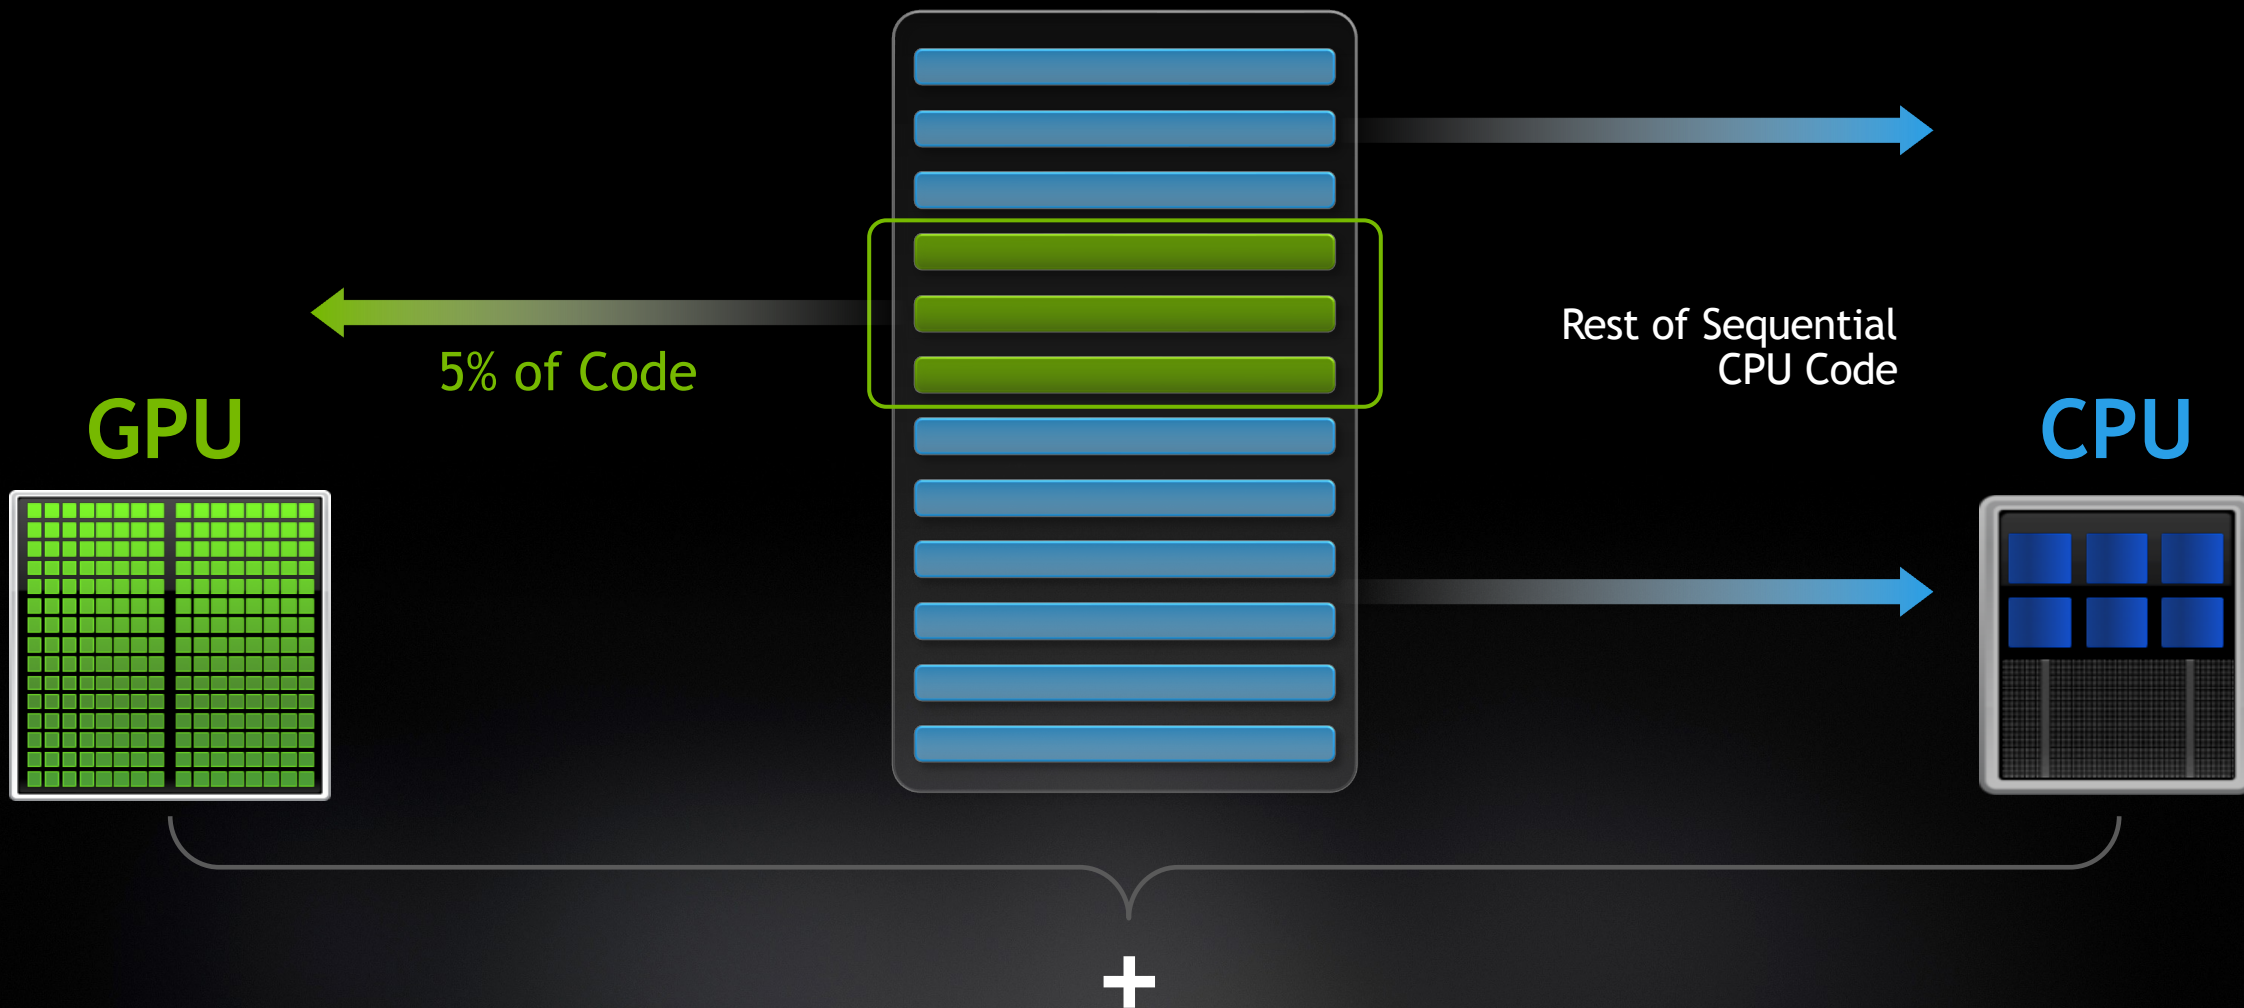 5% of Code
Rest of Sequential
CPU Code
GPU
CPU
+